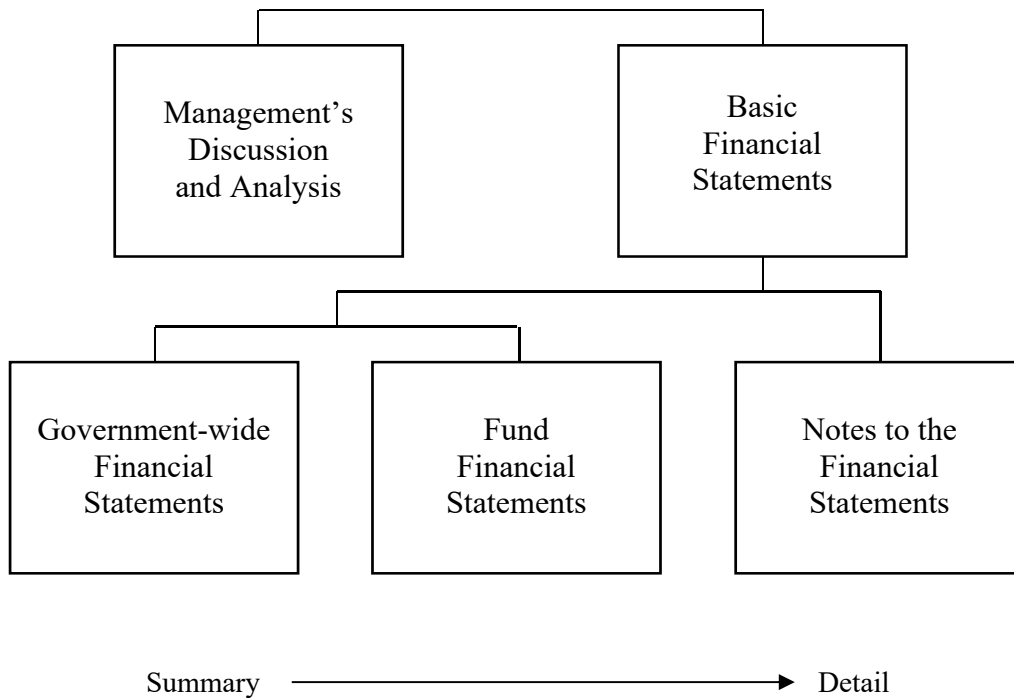 Management’s
Discussion
and Analysis
Basic
Financial
Statements
Government-wide
Financial
Statements
Fund
Financial
Statements
Notes to the
Financial
Statements
Summary
Detail